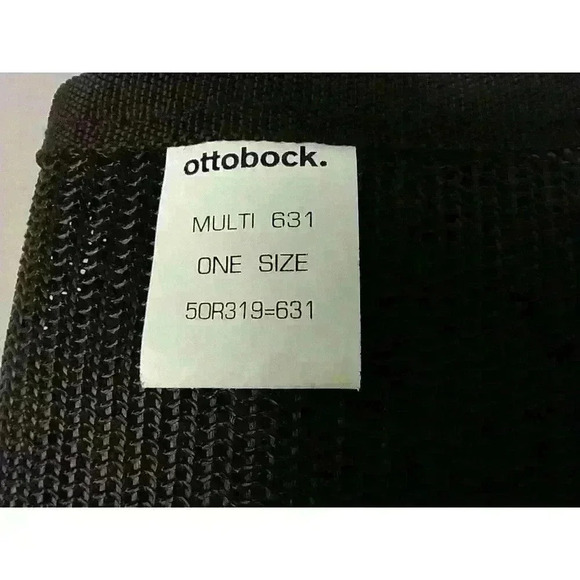 ottobock.
MULTI 631
ONE SIZE
50R319=631